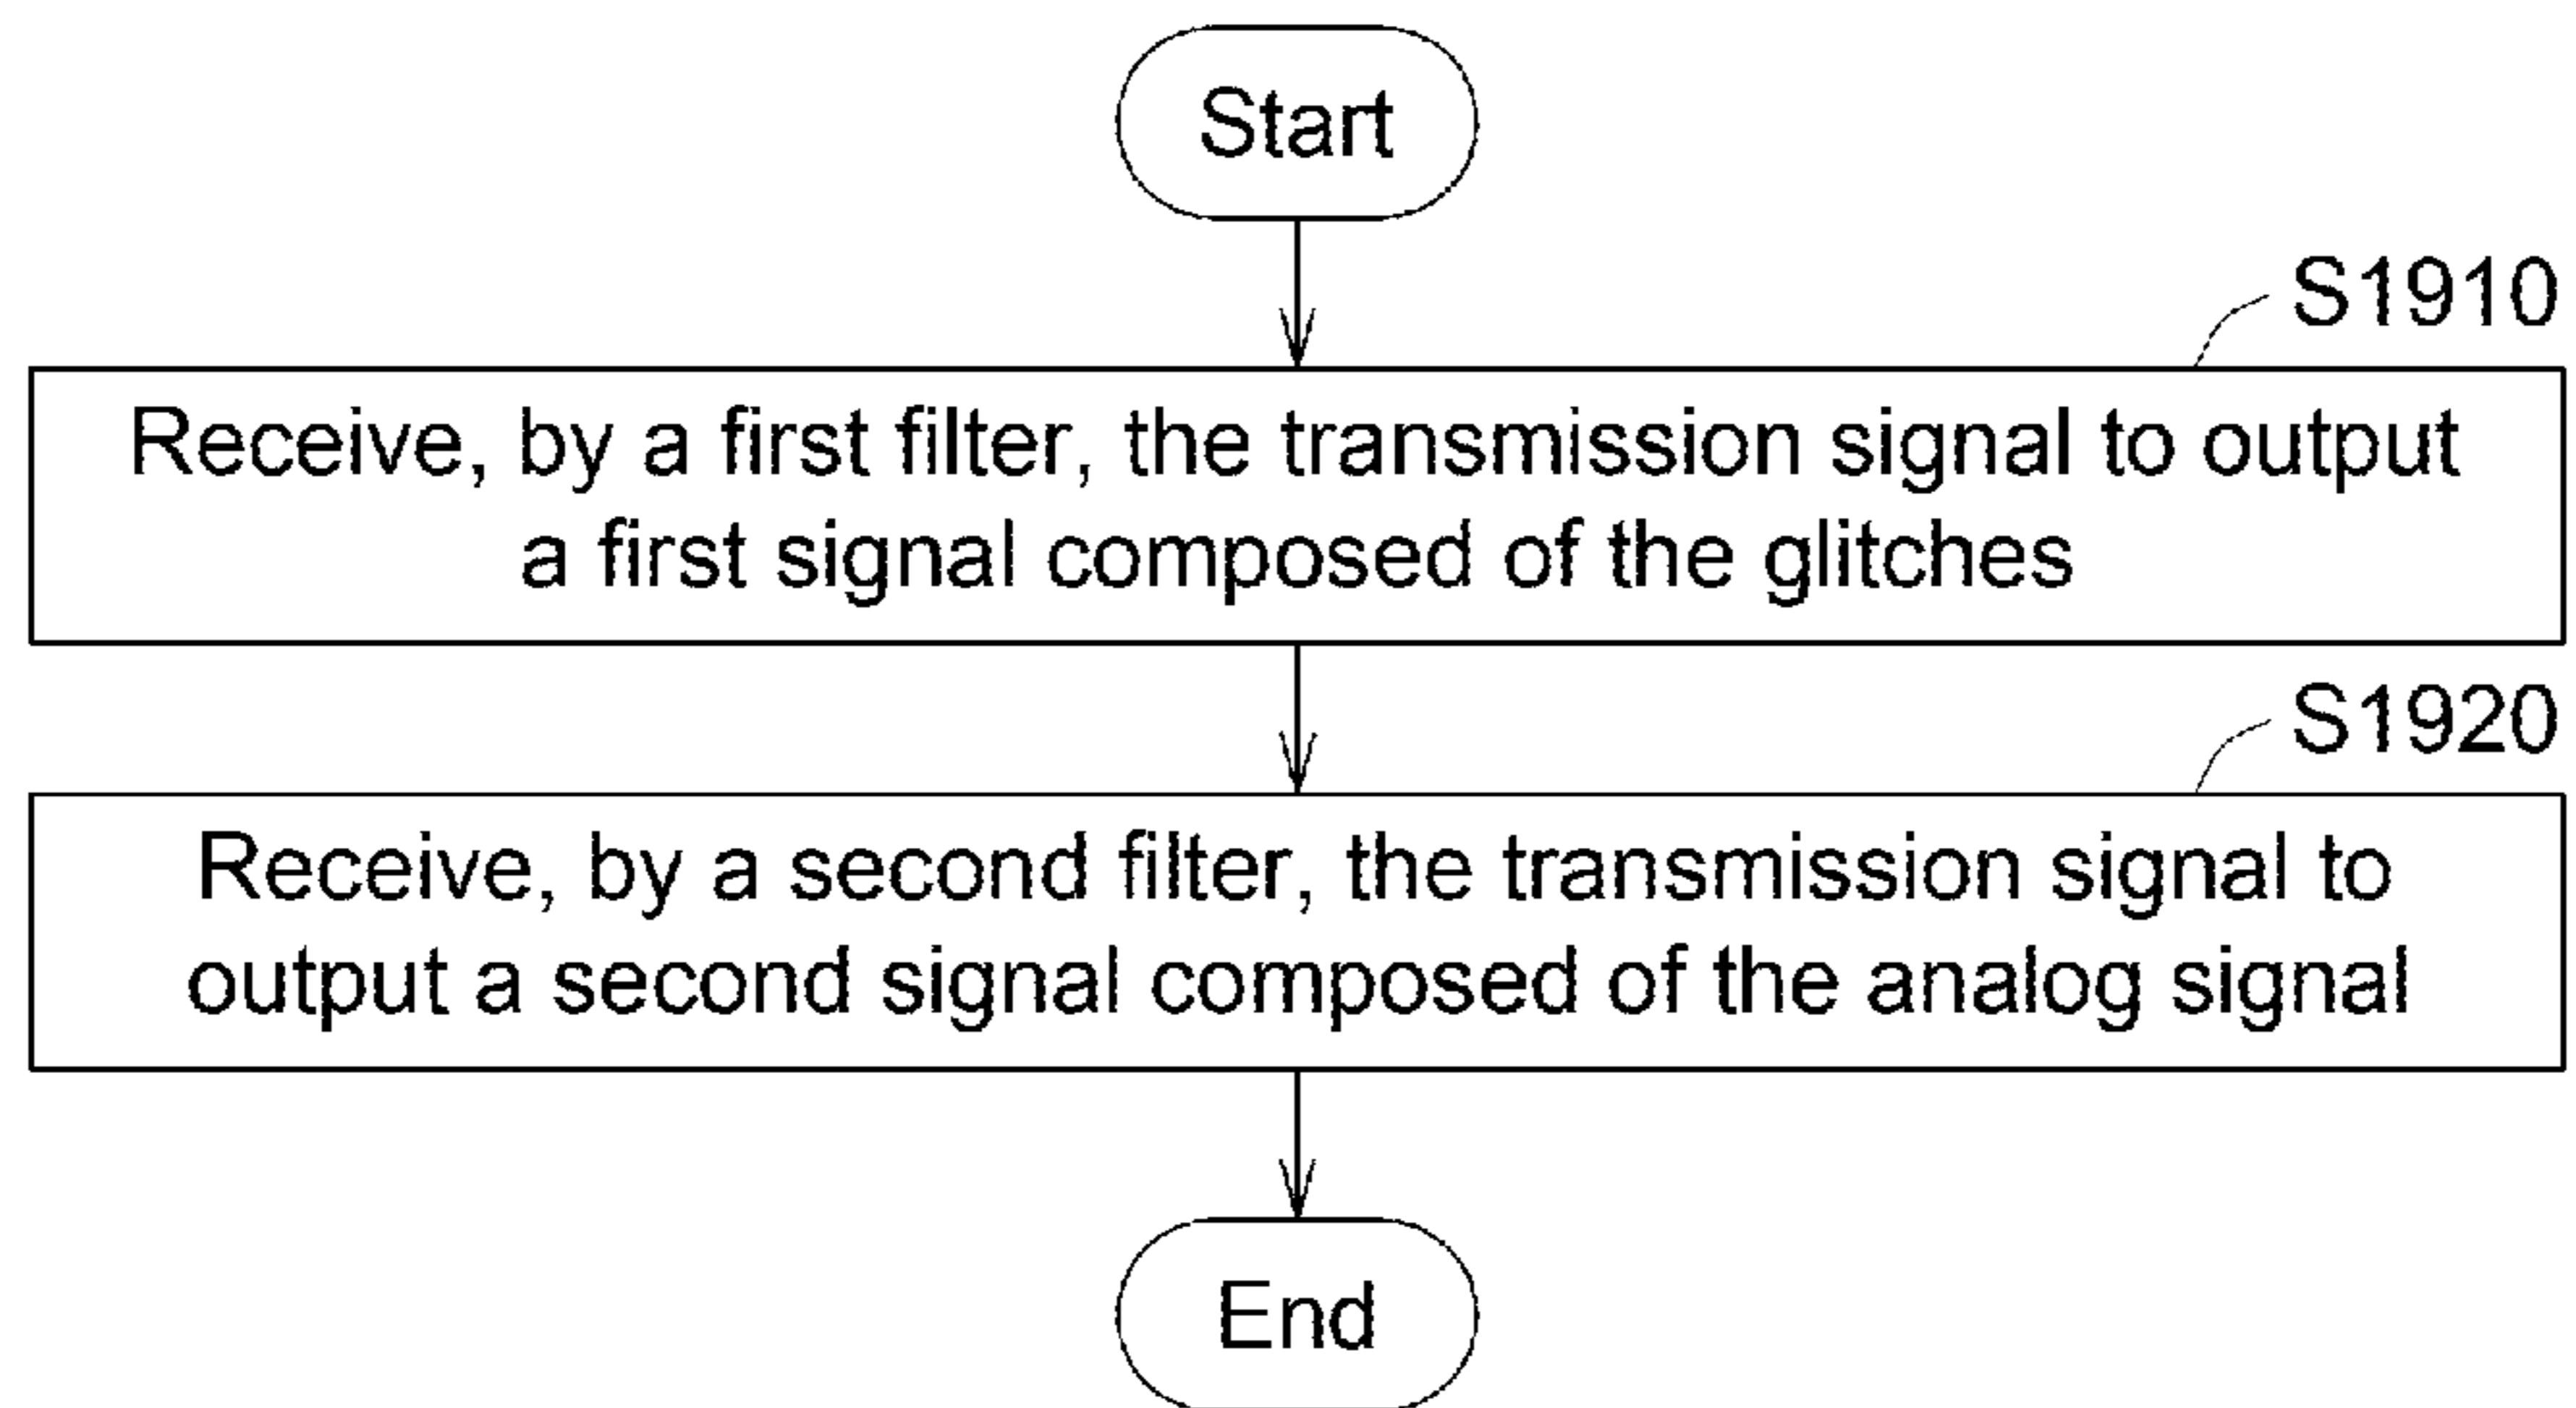 Start
S1910
Receive, by a first filter, the transmission signal to output
a first signal composed of the glitches
S1920
Receive, by a second filter, the transmission signal to
output a second signal composed of the analog signal
End